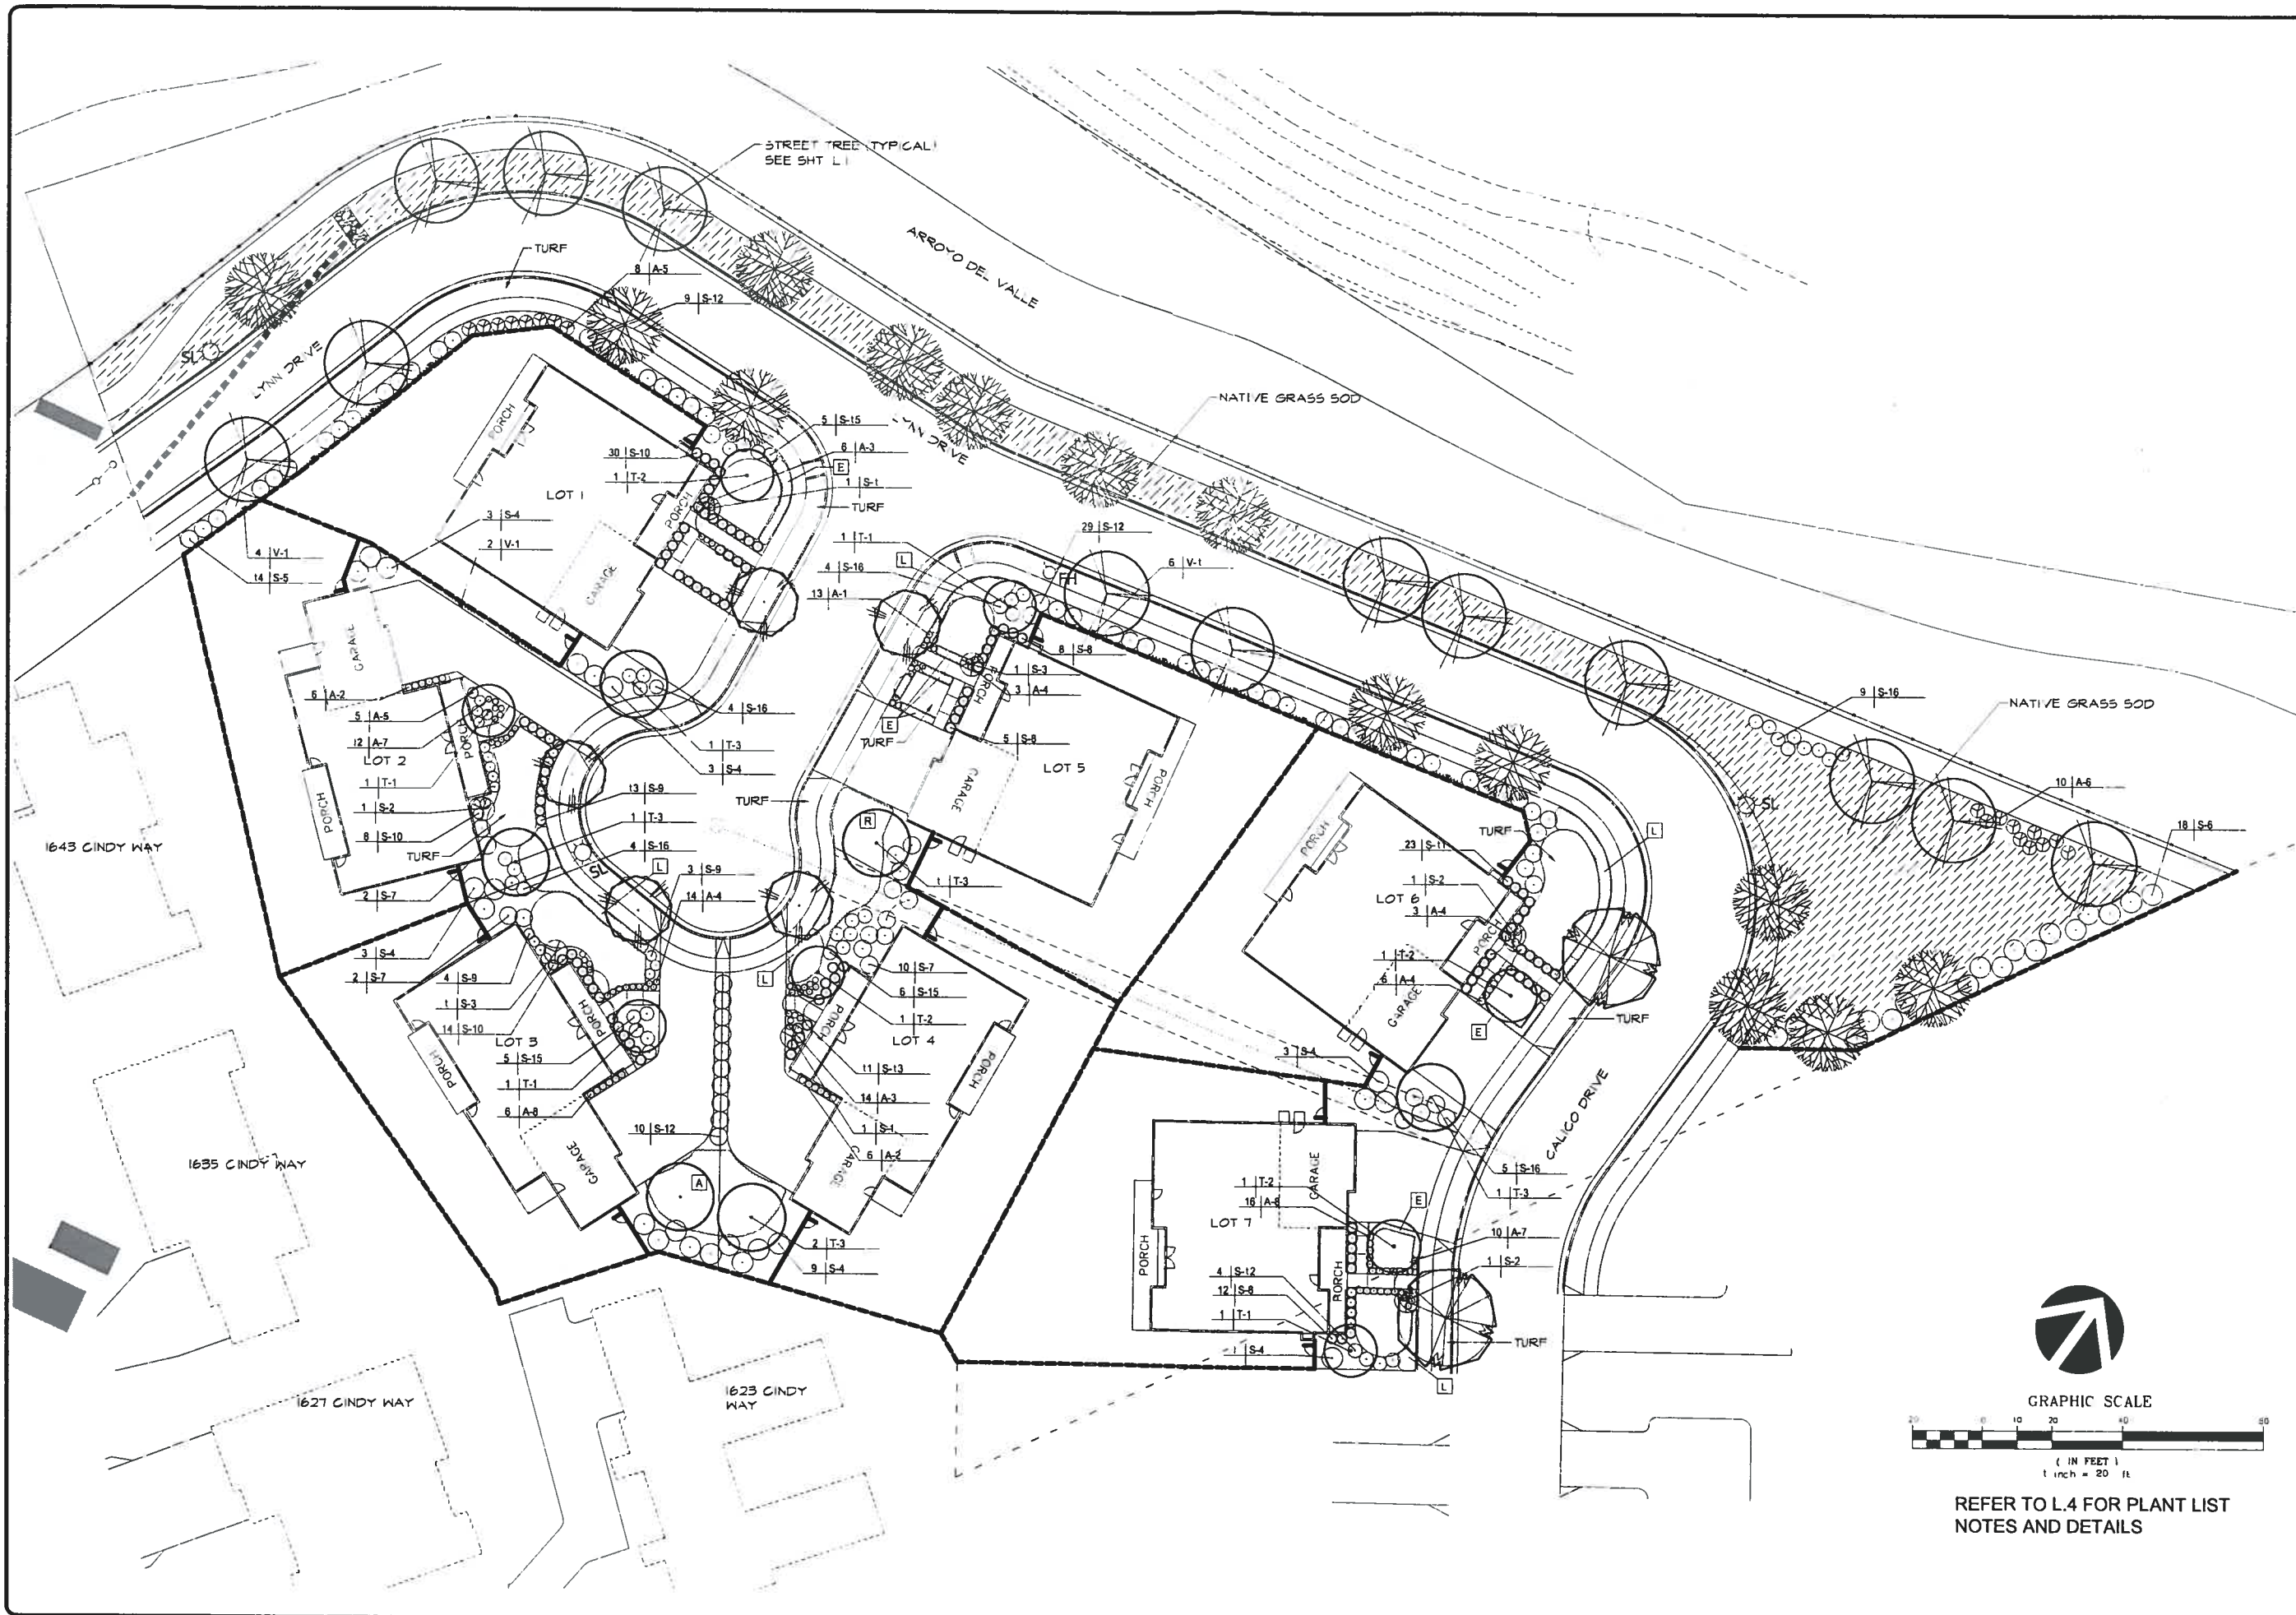 STREET TREE (TYPICAL)
SEE SHT L.1
TURF
8 A-5
9 S-12
ARROYO DEL VALLE
SL
LYNN DRIVE
NATIVE GRASS SOD
PORCH
5 S-15
LYNN DRIVE
6 A-3
30 S-10
E
1 T-2
1 S-1
LOT 1
PORCH
TURF
3 S-4
29 S-12
2 V-1
1 T-1
L
4 V-1
6 V-1
14 S-5
4 S-16
FH
GARAGE
13 A-1
GARAGE
8 S-8
1 S-3
PORCH
3 A-4
6 A-2
9 S-16
NATIVE GRASS SOD
4 S-16
5 A-5
E
12 A-7
PORCH
TURF
5 S-8
LOT 2
1 T-3
LOT 5
3 S-4
1 T-1
PORCH
13 S-9
TURF
GARAGE
PORCH
10 A-6
1 S-2
SL
1 T-3
R
18 S-6
6 S-10
TURF
L
1643 CINDY WAY
TURF
4 S-16
PORCH
23 S-11
SL
L
3 S-9
1 T-3
1 S-2
2 S-7
14 A-4
LOT 6
3 A-4
3 S-4
PORCH
2 S-7
4 S-9
L
10 S-7
1 T-2
1 S-3
6 S-15
6 A-4
14 S-10
PORCH
PORCH
1 T-2
GARAGE
TURF
LOT 3
LOT 4
E
5 S-15
PORCH
PORCH
11 S-13
3 S-4
1 T-1
14 A-3
6 A-8
1 S-1
CALICO DRIVE
10 S-12
6 A-2
1635 CINDY WAY
GARAGE
GARAGE
GARAGE
5 S-16
A
1 T-2
1 T-3
16 A-8
E
LOT 7
2 T-3
10 A-7
9 S-4
PORCH
1 S-2
4 S-12
PORCH
12 S-8
1 T-1
TURF
1 S-4
L
1627 CINDY WAY
1623 CINDY
WAY
GRAPHIC SCALE
20 0 10 20 40 80
( IN FEET )
1 inch = 20 ft
REFER TO L.4 FOR PLANT LIST
NOTES AND DETAILS